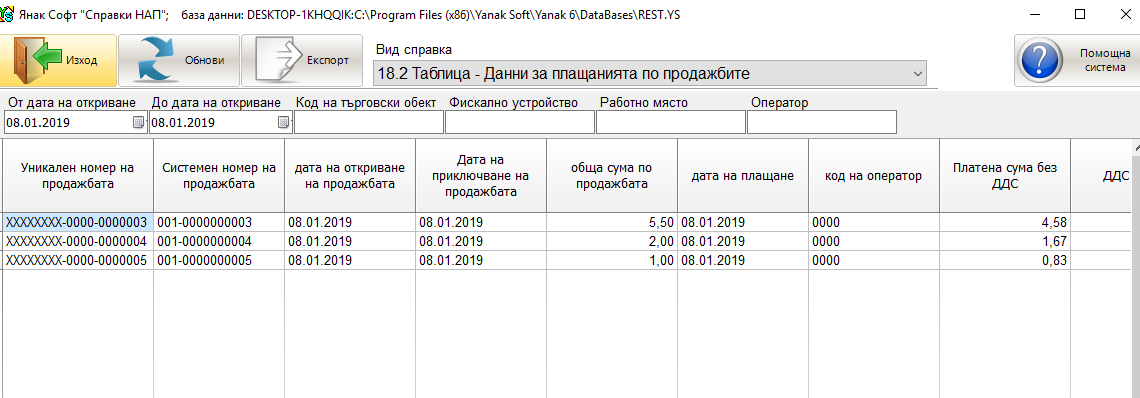 Янак Софт "Справки НАП"; база данни: DESKTOP-1KHQQIK:C:\Program Files (x86)\Yanak Soft\Yanak 6\DataBases\REST.YS
Изход
Обнови
Експорт
Вид справка
18.2 Таблица - Данни за плащанията по продажбите
Помощна
система
От дата на откриване До дата на откриване Код на търговски обект Фискално устройство Работно място Оператор
08.01.2019 08.01.2019
Уникален номер на
продажбата
Системен номер на
продажбата
дата на откриване
на продажбата
Дата на
приключване на
продажбата
обща сума по
продажбата
дата на плащане
код на оператор
Платена сума без
ДДС
ДДС
XXXXXXXX-0000-0000003 001-0000000003 08.01.2019 08.01.2019 5,50 08.01.2019 0000 4,58
XXXXXXXX-0000-0000004 001-0000000004 08.01.2019 08.01.2019 2,00 08.01.2019 0000 1,67
XXXXXXXX-0000-0000005 001-0000000005 08.01.2019 08.01.2019 1,00 08.01.2019 0000 0,83